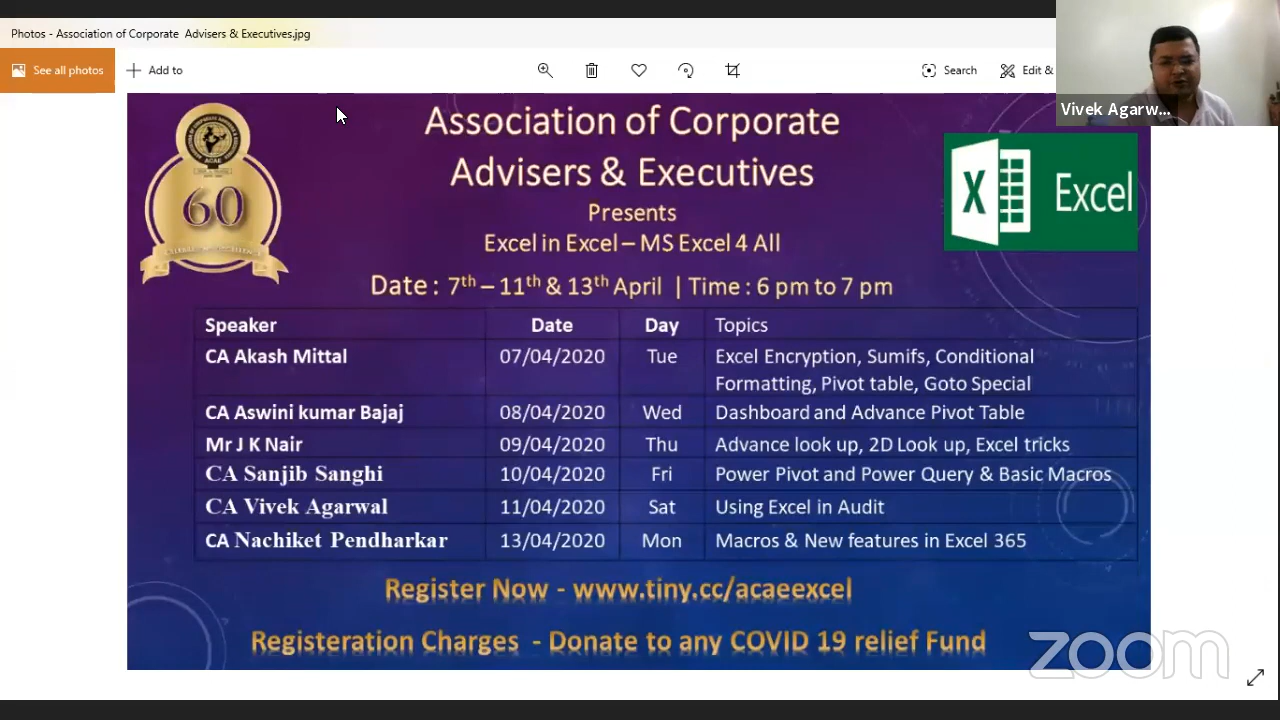 Photos - Association of Corporate Advisers & Executives.jpg
See all photos
Add to
Search
Edit &
Vivek Agarw...
ACAE
60
Association of Corporate
Advisers & Executives
Presents
Excel in Excel – MS Excel 4 All
Date : 7th – 11th & 13th April | Time : 6 pm to 7 pm
X Excel
Speaker Date Day Topics
CA Akash Mittal 07/04/2020 Tue Excel Encryption, Sumifs, Conditional
Formatting, Pivot table, Goto Special
CA Aswini kumar Bajaj 08/04/2020 Wed Dashboard and Advance Pivot Table
Mr J K Nair 09/04/2020 Thu Advance look up, 2D Look up, Excel tricks
CA Sanjib Sanghi 10/04/2020 Fri Power Pivot and Power Query & Basic Macros
CA Vivek Agarwal 11/04/2020 Sat Using Excel in Audit
CA Nachiket Pendharkar 13/04/2020 Mon Macros & New features in Excel 365
Register Now - www.tiny.cc/acaeexcel
Registeration Charges - Donate to any COVID 19 relief Fund
zoom